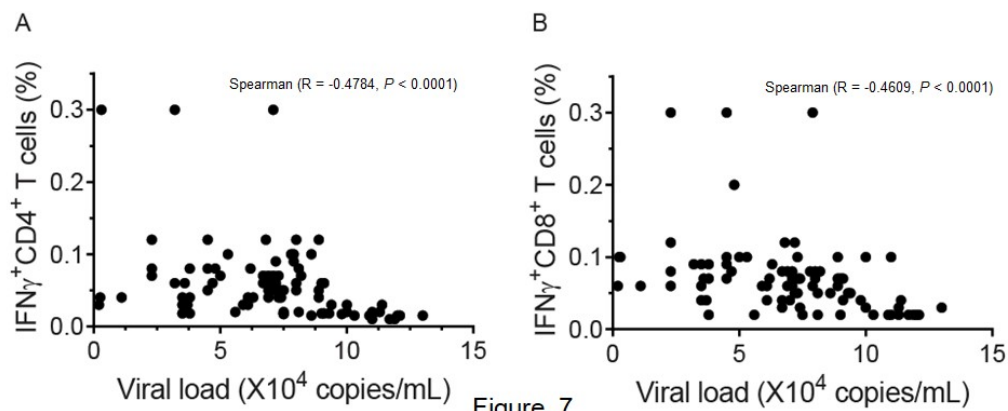 A
B
Spearman (R = -0.4784, P < 0.0001)
Spearman (R = -0.4609, P < 0.0001)
IFNγ⁺CD4⁺ T cells (%)
0.3
0.2
0.1
0.0
0 5 10 15
Viral load (X10⁴ copies/mL)
IFNγ⁺CD8⁺ T cells (%)
0.3
0.2
0.1
0.0
0 5 10 15
Viral load (X10⁴ copies/mL)
Figure 7